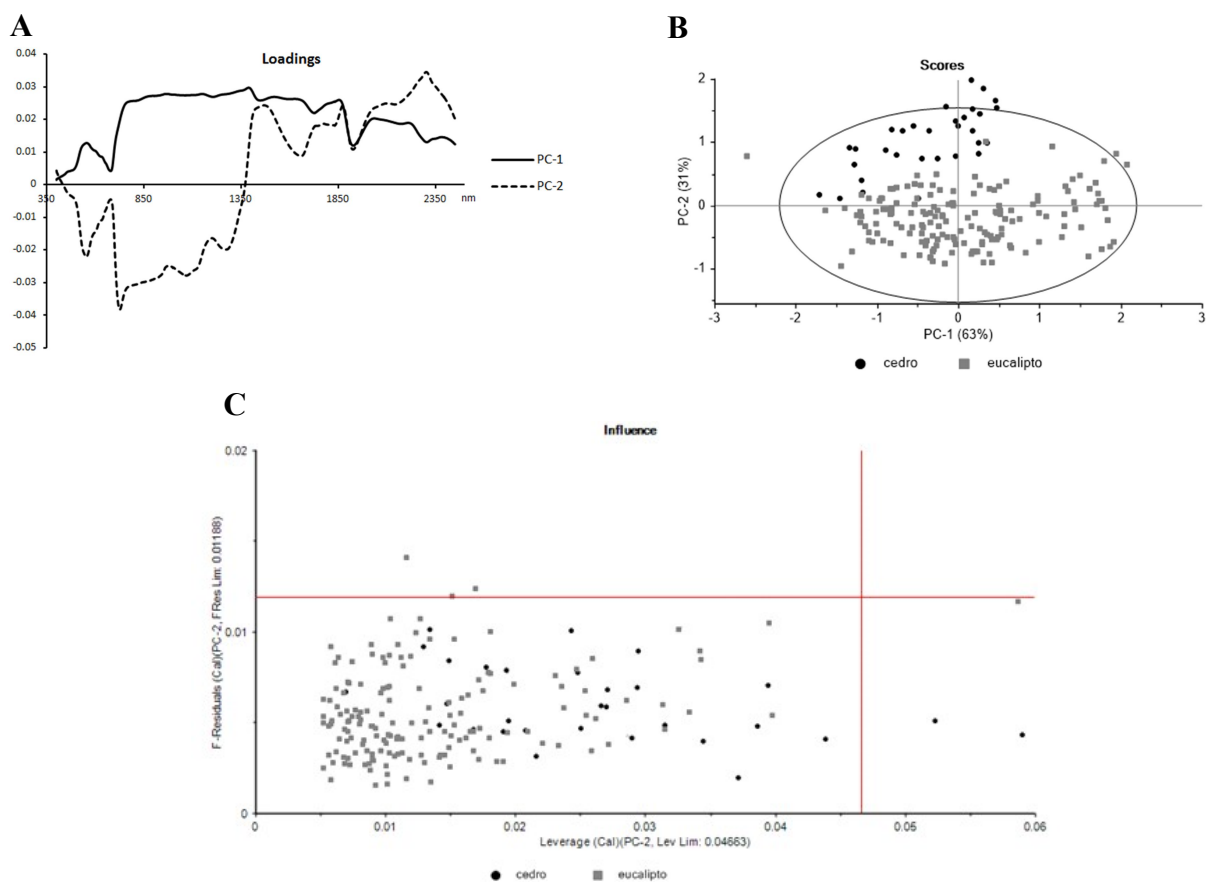 A
Loadings
0.04
0.03
0.02
0.01
0
-0.01
-0.02
-0.03
-0.04
-0.05
350
850
1350
1850
2350
nm
PC-1
PC-2
B
Scores
2
1
0
-1
PC-2 (31%)
-3
-2
-1
0
1
2
3
PC-1 (63%)
cedro
eucalipto
C
Influence
0.02
0.01
0
F-Residuals (Cal)(PC-2, FRes Lim: 0.01188)
0
0.01
0.02
0.03
0.04
0.05
0.06
Leverage (Cal)(PC-2, Lev Lim: 0.04663)
cedro
eucalipto